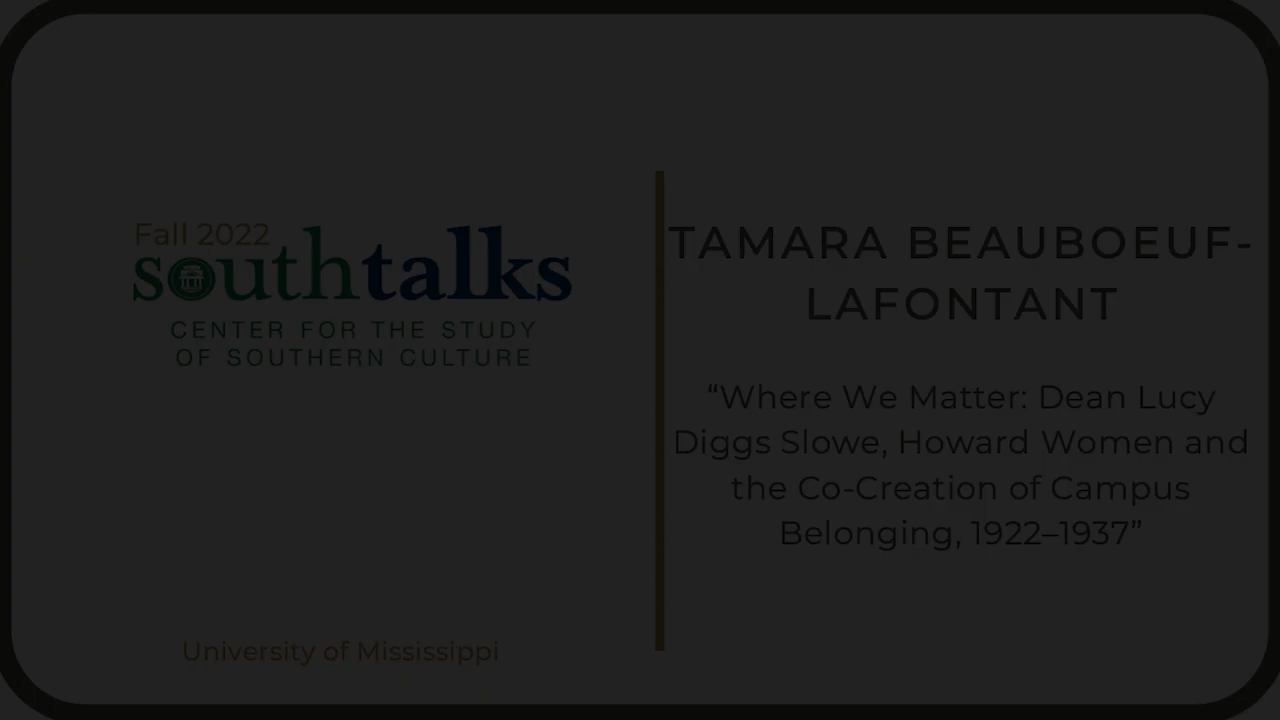 Fall 2022
southtalks
CENTER FOR THE STUDY
OF SOUTHERN CULTURE
University of Mississippi
TAMARA BEAUBOEUF-
LAFONTANT
“Where We Matter: Dean Lucy
Diggs Slowe, Howard Women and
the Co-Creation of Campus
Belonging, 1922–1937”